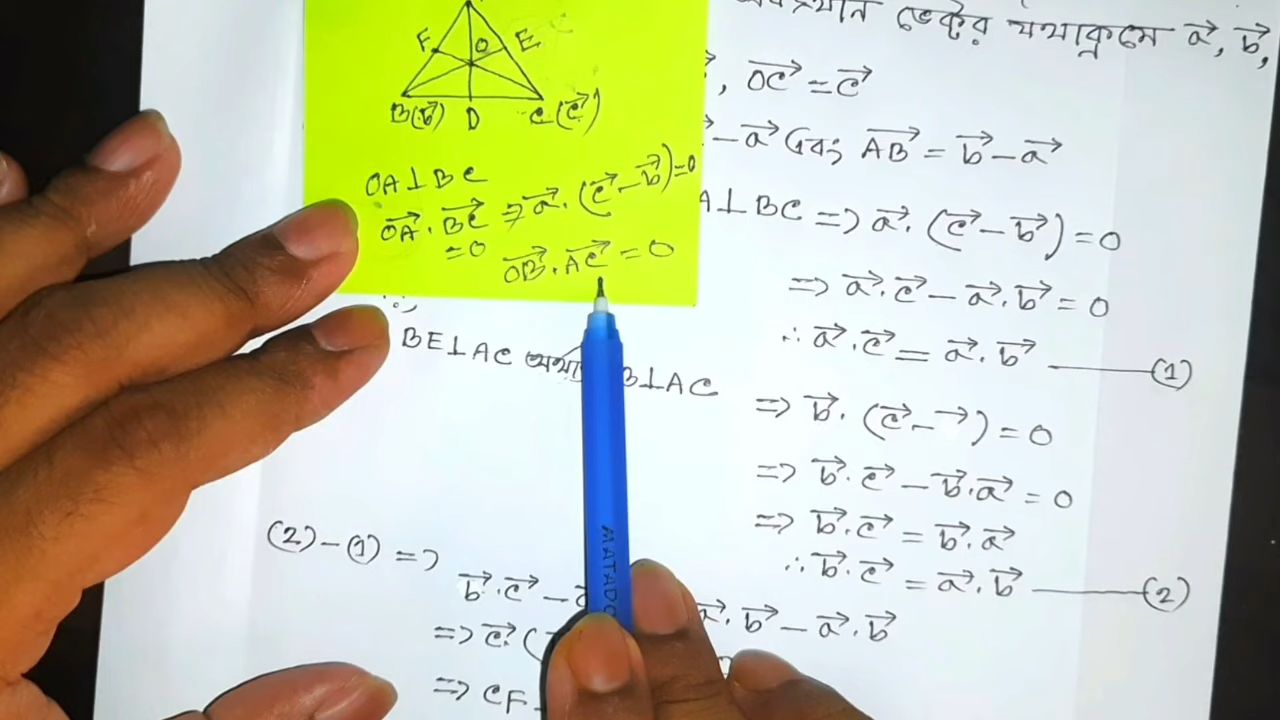 ভেক্টর যথাক্রমে a⃗, b⃗,
F O E
B(b⃗) D C(c⃗)
, OC⃗ = c⃗
- a⃗ এবং AB⃗ = b⃗ - a⃗
OA⊥BC
OA⃗ . BC⃗ ⇒ a⃗ . (c⃗ - b⃗) = 0
= 0
OB⃗ . AC⃗ = 0
A⊥BC => a⃗ . (c⃗ - b⃗) = 0
=> a⃗ . c⃗ - a⃗ . b⃗ = 0
∴ a⃗ . c⃗ = a⃗ . b⃗ (1)
BE⊥AC B⊥AC
=> b⃗ . (c⃗ - →) = 0
=> b⃗ . c⃗ - b⃗ . a⃗ = 0
=> b⃗ . c⃗ = b⃗ . a⃗
∴ b⃗ . c⃗ = a⃗ . b⃗ (2)
(2) - (1) =>
b⃗ . c⃗ - a⃗ . b⃗ - a⃗ . b⃗
=> c⃗ (
=> CF
MATADO